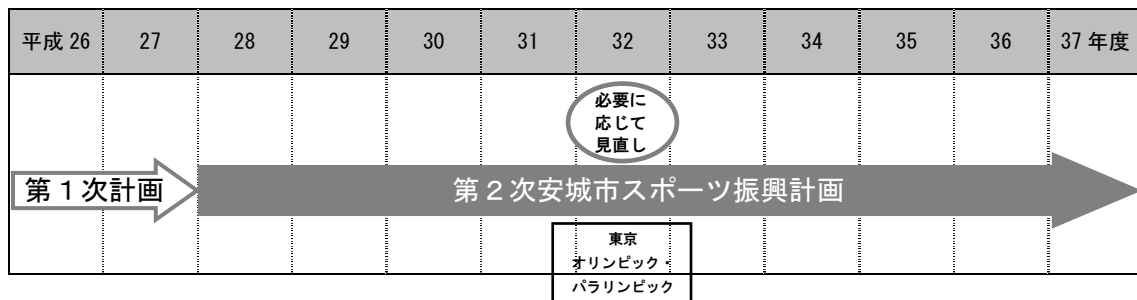 平成 26 27 28 29 30 31 32 33 34 35 36 37 年度
必要に
応じて
見直し
第１次計画 第２次安城市スポーツ振興計画
東京
オリンピック・
パラリンピック